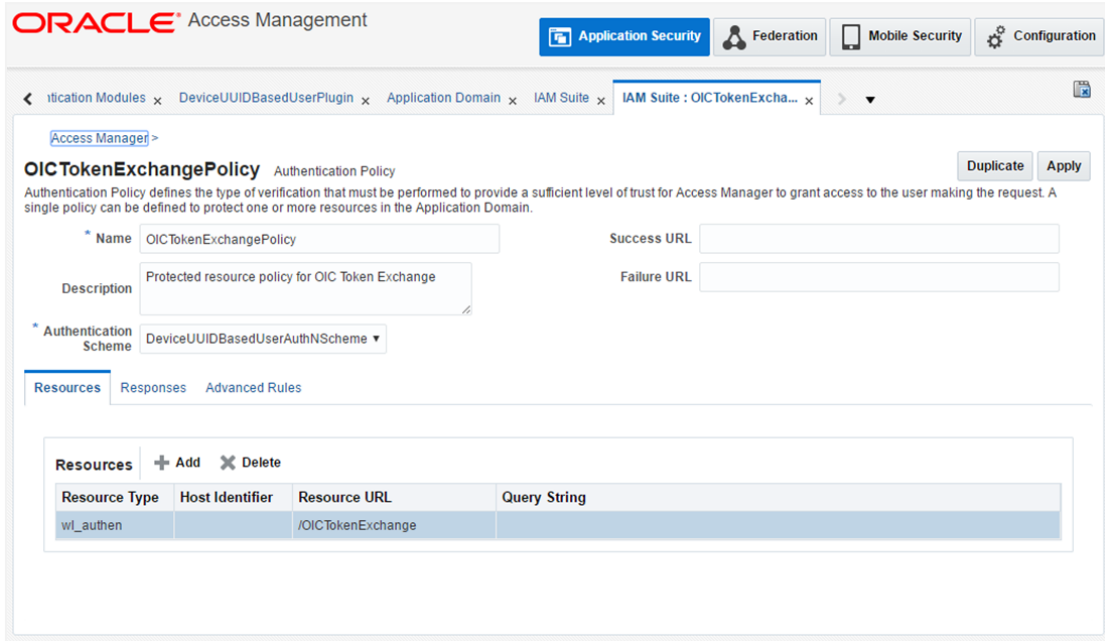 ORACLE® Access Management
Application Security
Federation
Mobile Security
Configuration
ntication Modules x
DeviceUUIDBasedUserPlugin x
Application Domain x
IAM Suite x
IAM Suite : OICTokenExcha... x
Access Manager >
OICTokenExchangePolicy Authentication Policy
Duplicate
Apply
Authentication Policy defines the type of verification that must be performed to provide a sufficient level of trust for Access Manager to grant access to the user making the request. A
single policy can be defined to protect one or more resources in the Application Domain.
* Name OICTokenExchangePolicy
Success URL
Description Protected resource policy for OIC Token Exchange
Failure URL
* Authentication
Scheme DeviceUUIDBasedUserAuthNScheme
Resources Responses Advanced Rules
Resources Add Delete
Resource Type Host Identifier Resource URL Query String
wl_authen /OICTokenExchange